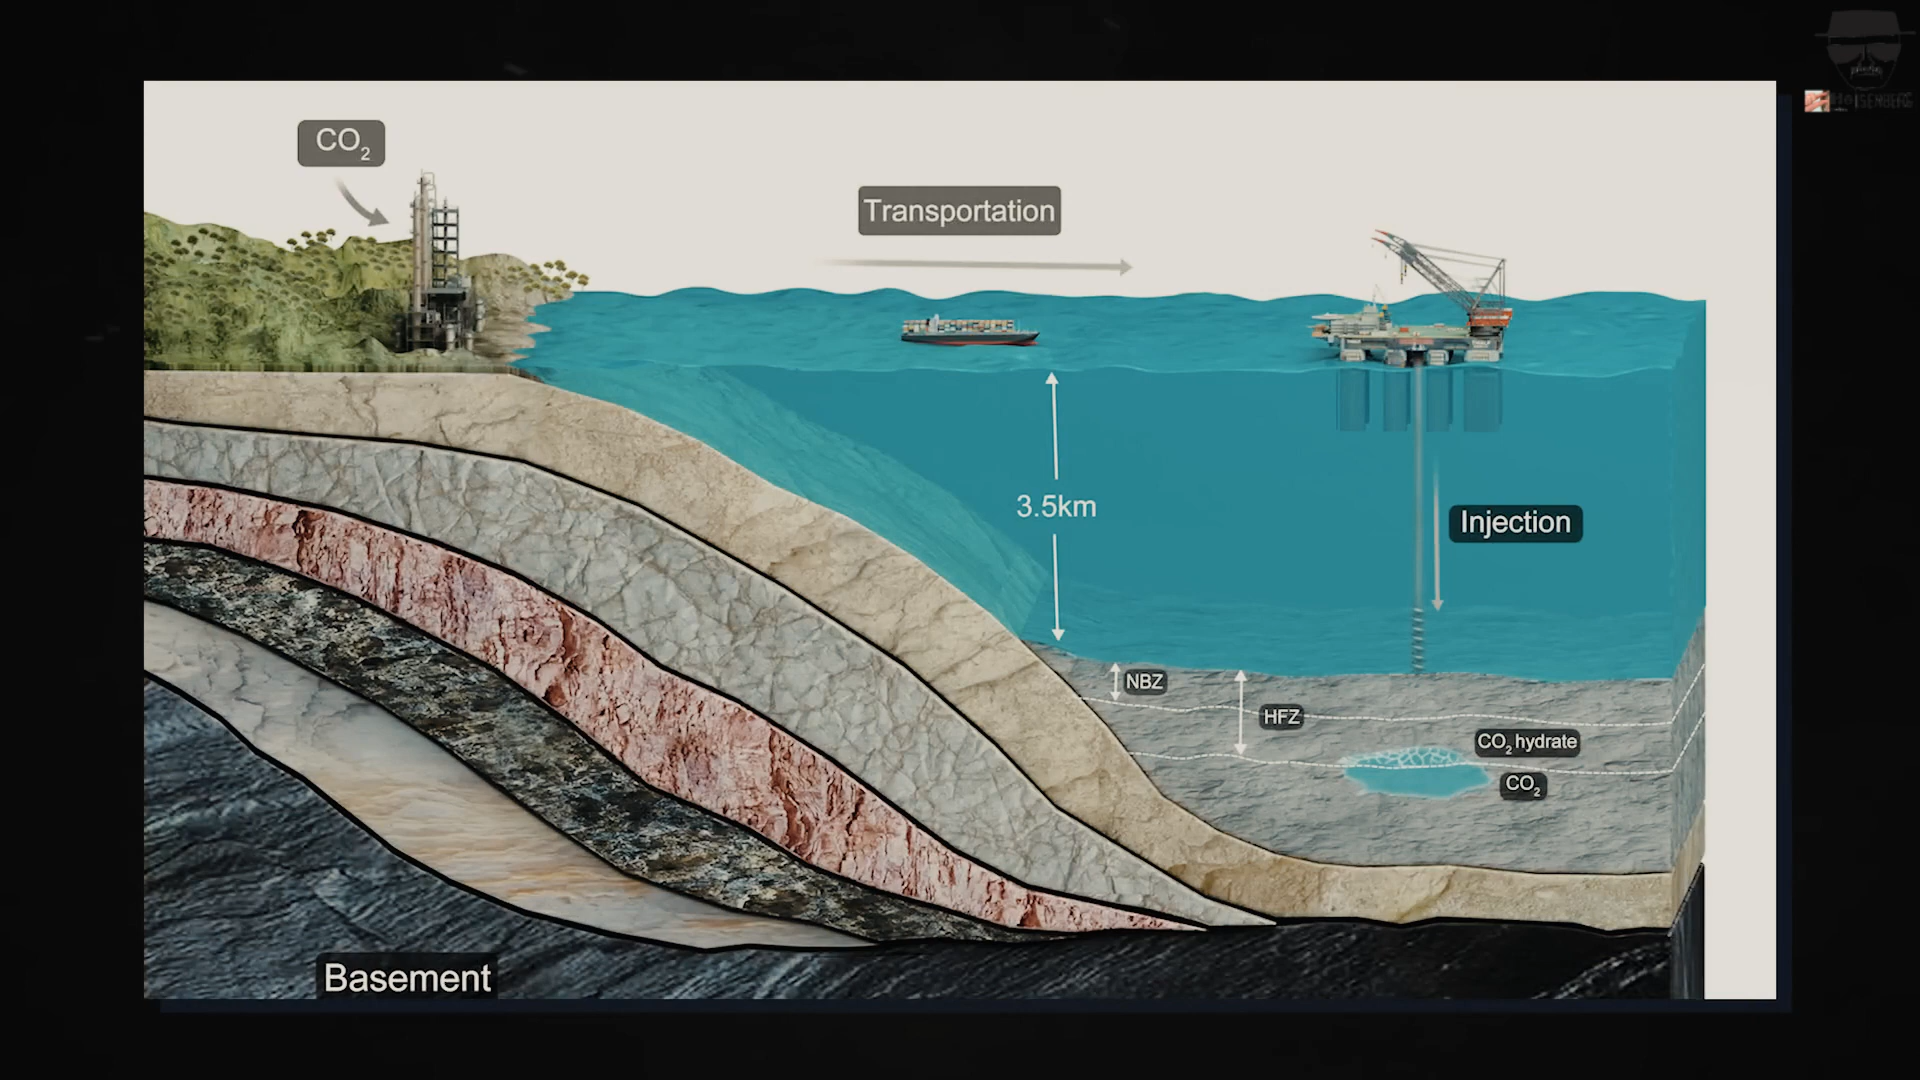 CO₂
Transportation
3.5km
Injection
NBZ
HFZ
CO₂ hydrate
CO₂
Basement